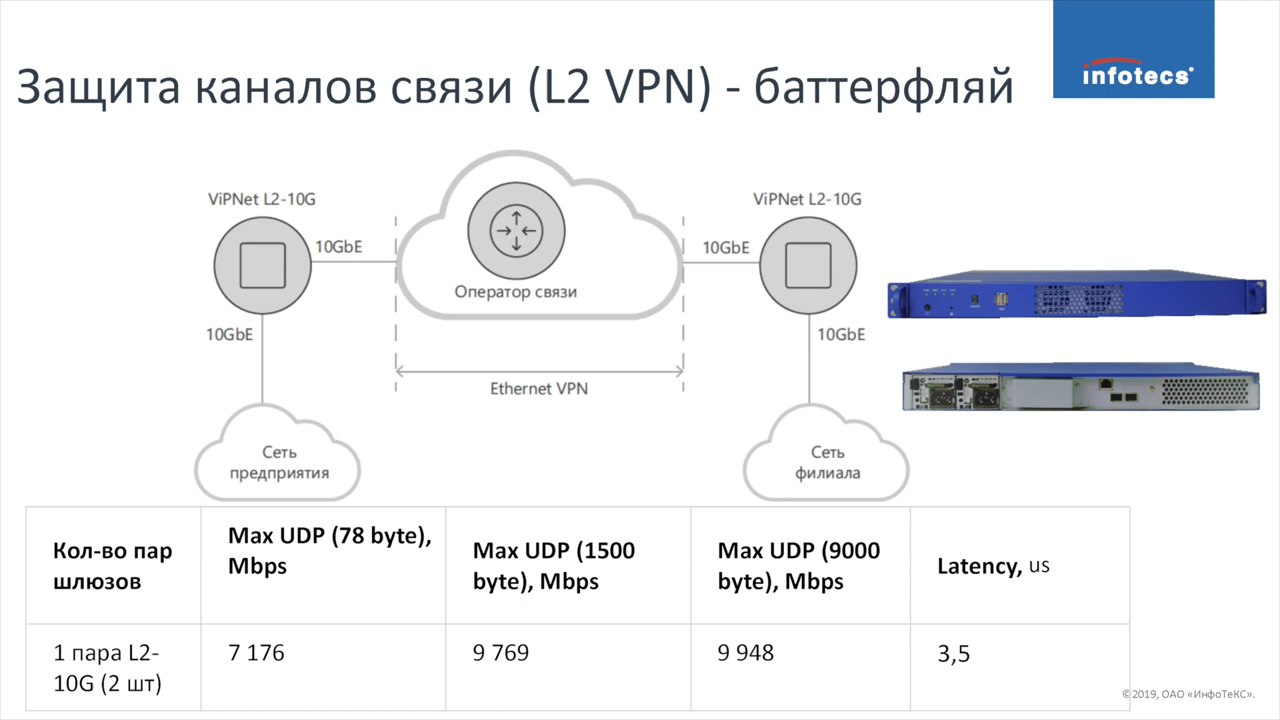 infotecs
Защита каналов связи (L2 VPN) - баттерфляй
ViPNet L2-10G
ViPNet L2-10G
10GbE
10GbE
Оператор связи
10GbE
10GbE
Ethernet VPN
Сеть
предприятия
Сеть
филиала
Кол-во пар
шлюзов
Max UDP (78 byte),
Mbps
Max UDP (1500
byte), Mbps
Max UDP (9000
byte), Mbps
Latency, us
1 пара L2-
10G (2 шт)
7 176
9 769
9 948
3,5
©2019, ОАО «ИнфоТеКС».